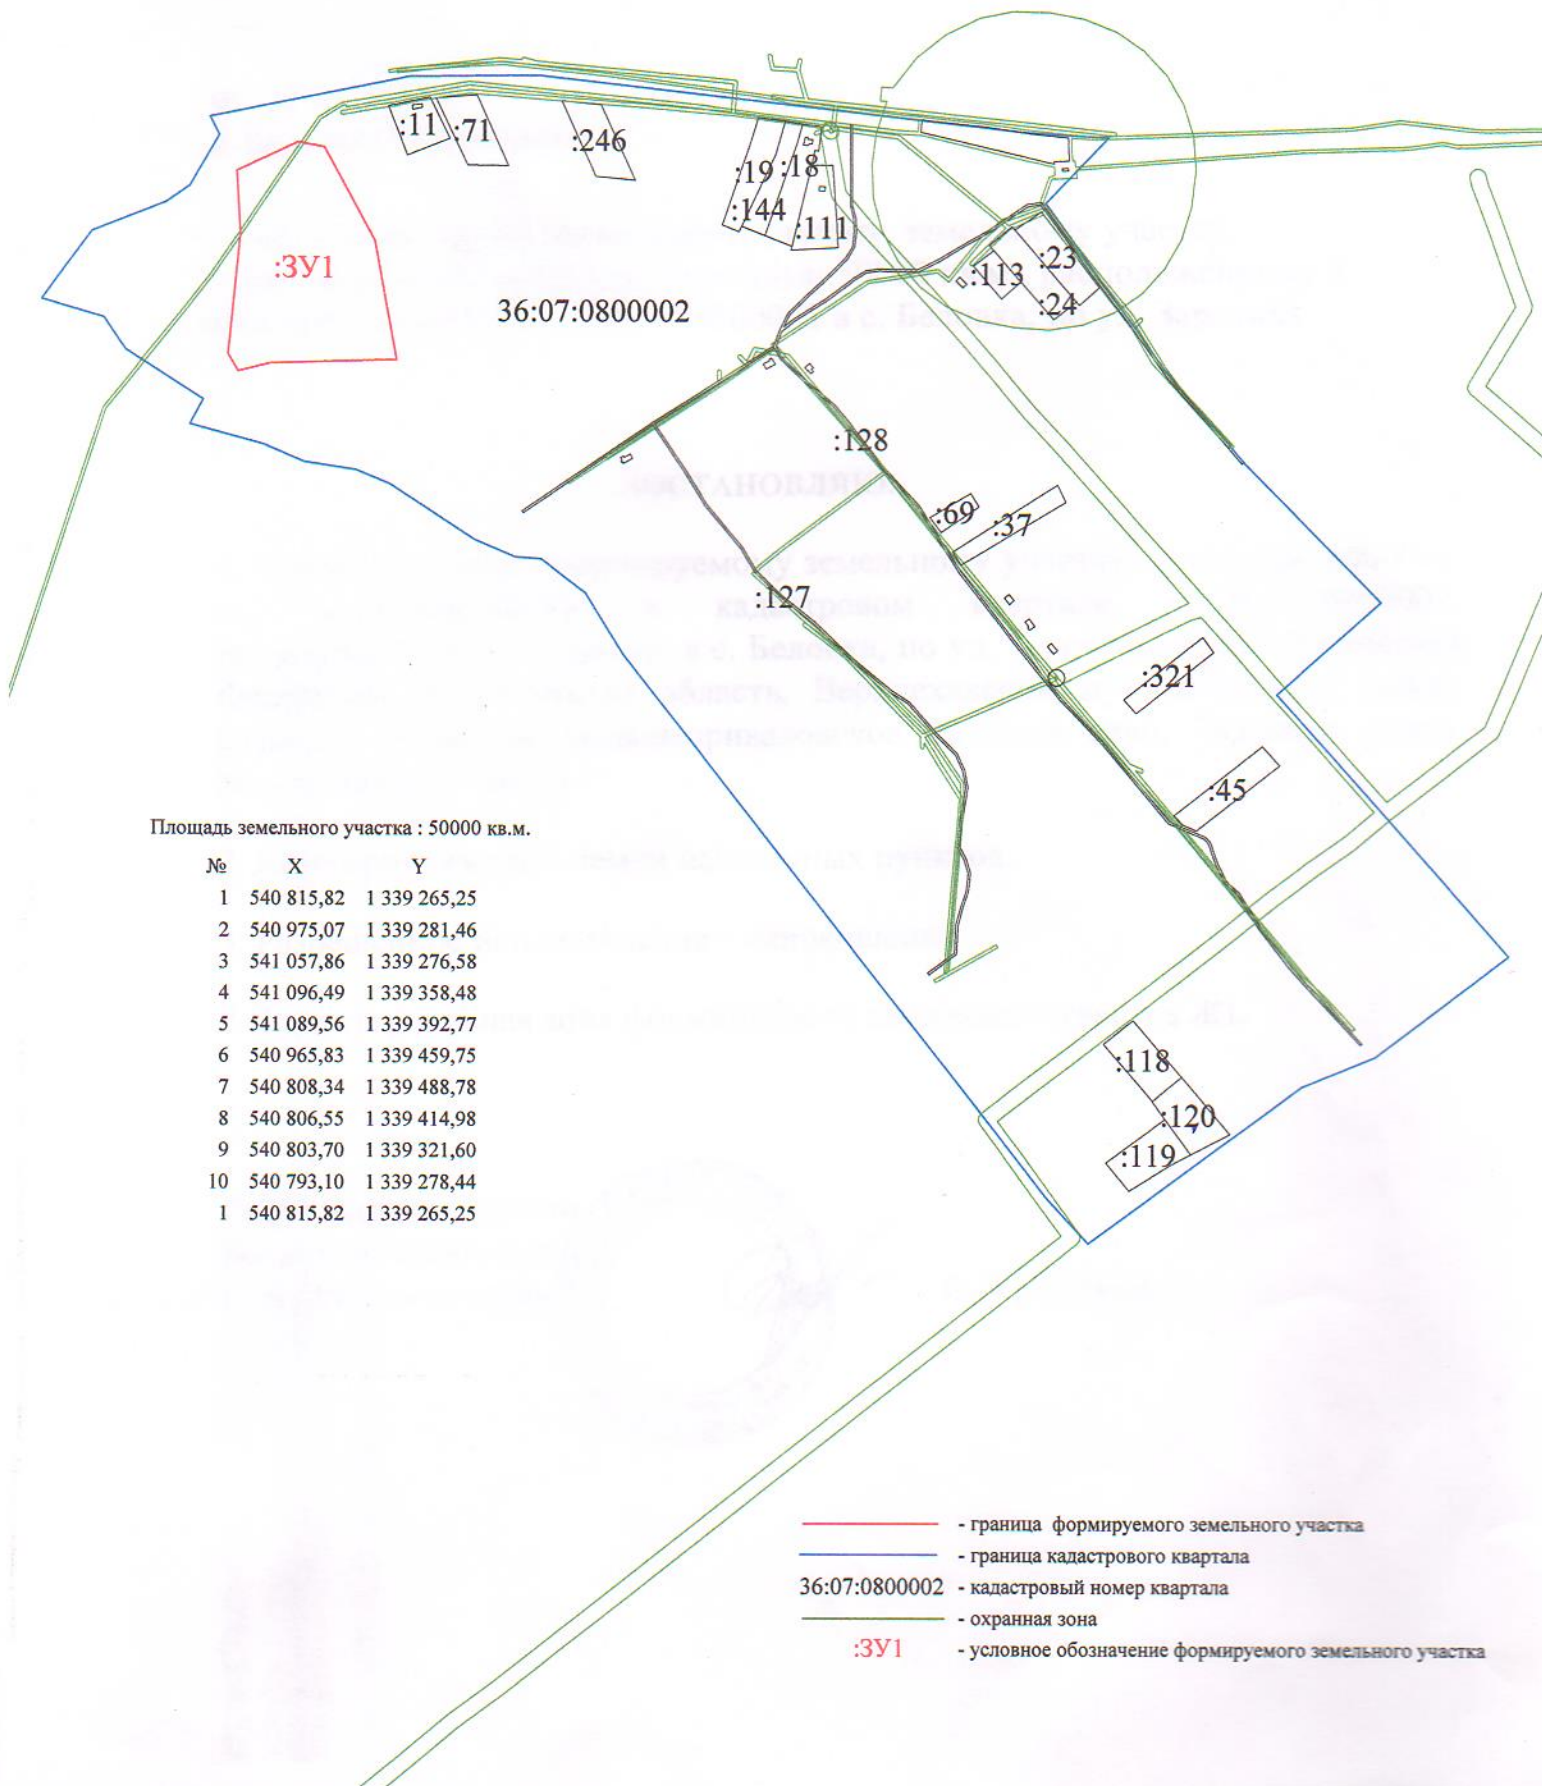 :11
:71
:246
:19
:18
:144
:111
:ЗУ1
36:07:0800002
:113
:23
:24
:128
:69
:37
:127
:321
:45
Площадь земельного участка : 50000 кв.м.
№ X Y
1 540 815,82 1 339 265,25
2 540 975,07 1 339 281,46
3 541 057,86 1 339 276,58
4 541 096,49 1 339 358,48
5 541 089,56 1 339 392,77
6 540 965,83 1 339 459,75
7 540 808,34 1 339 488,78
8 540 806,55 1 339 414,98
9 540 803,70 1 339 321,60
10 540 793,10 1 339 278,44
1 540 815,82 1 339 265,25
:118
:120
:119
- граница формируемого земельного участка
- граница кадастрового квартала
36:07:0800002 - кадастровый номер квартала
- охранная зона
:ЗУ1 - условное обозначение формируемого земельного участка